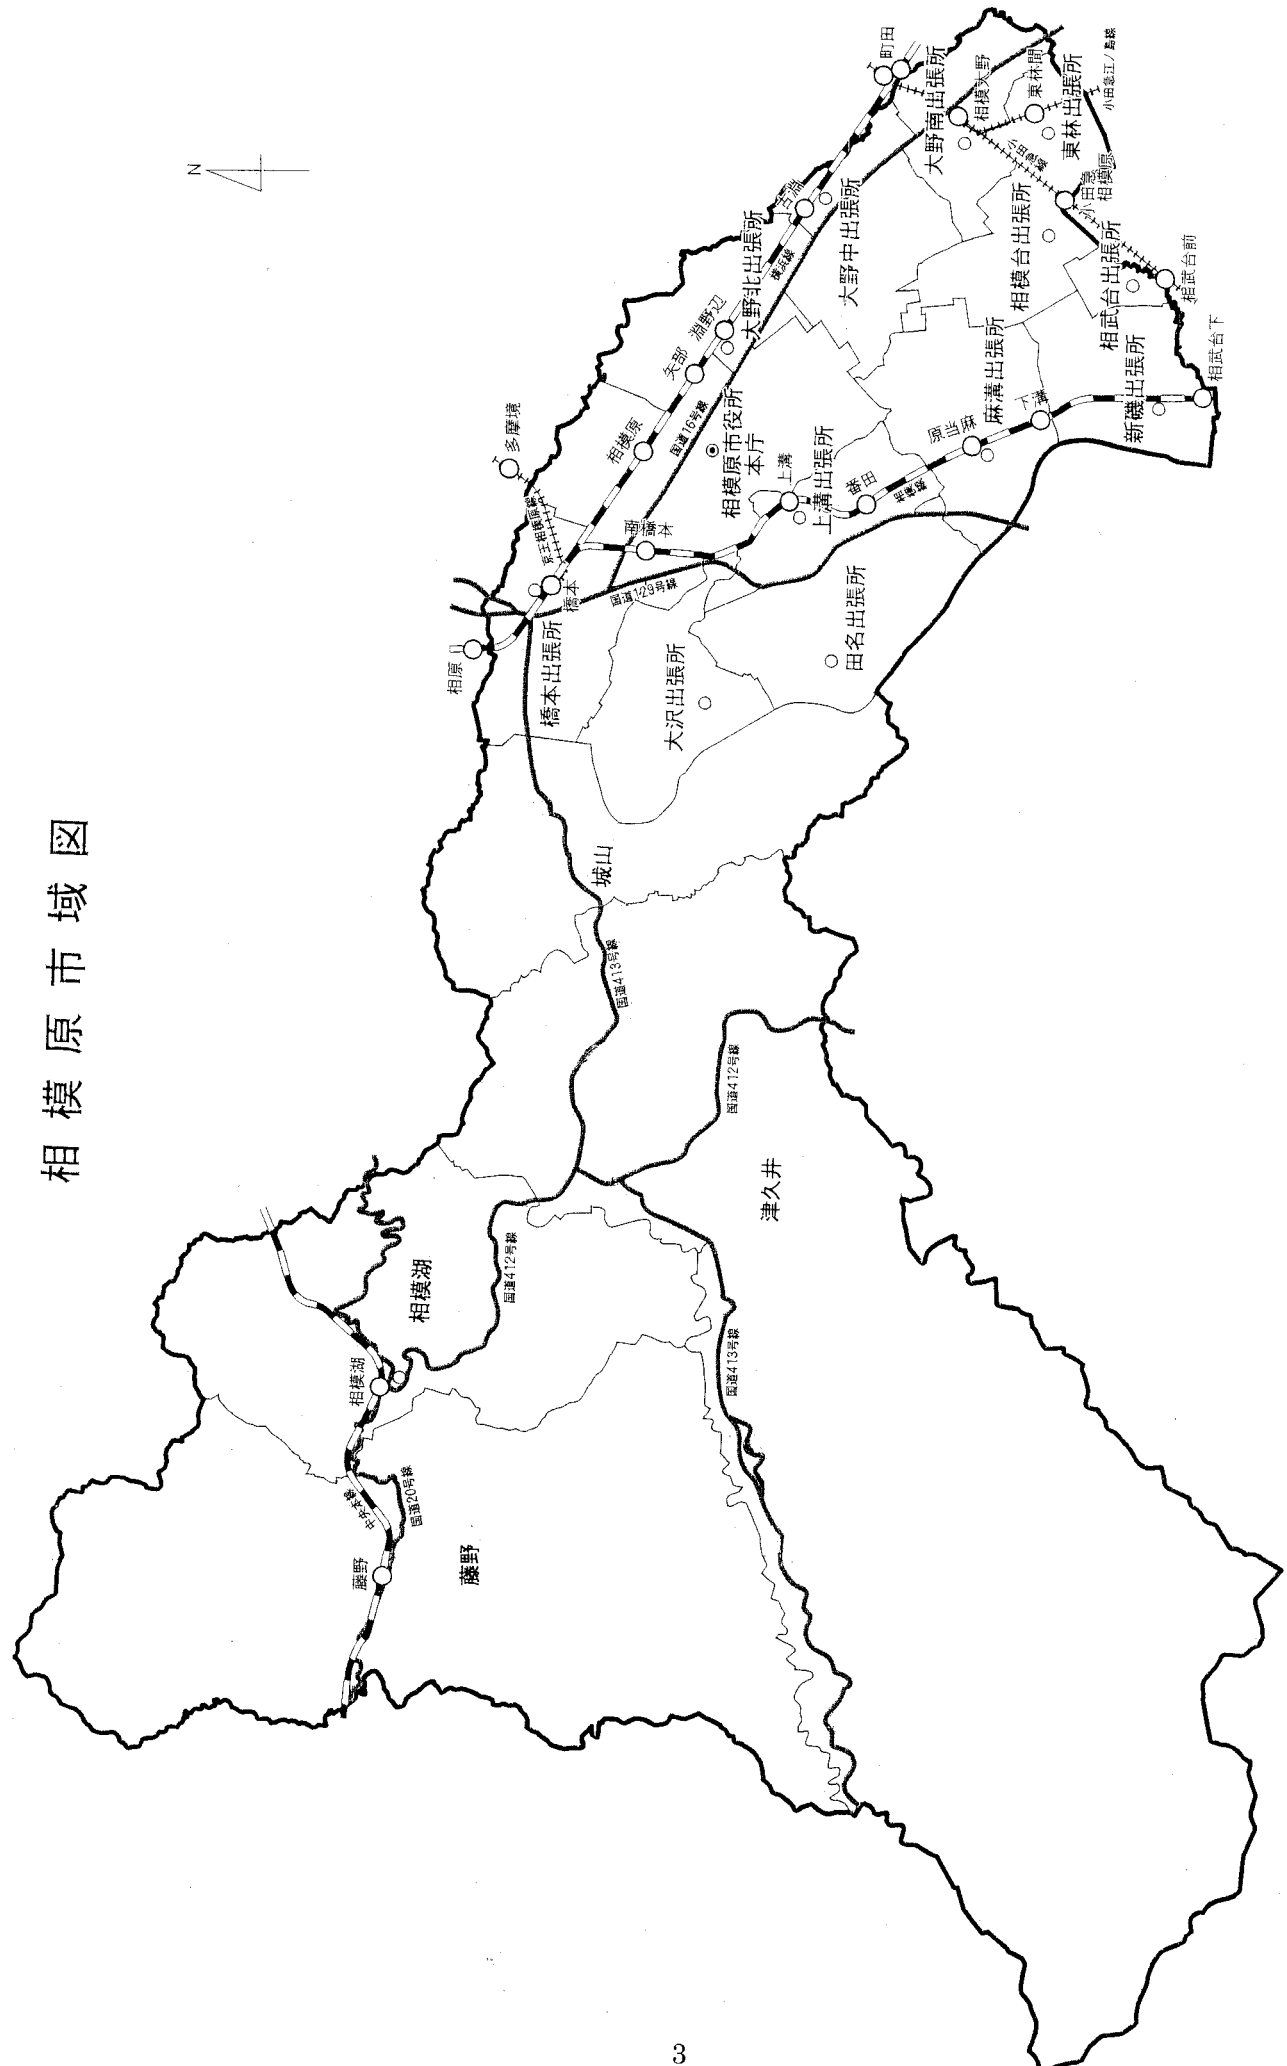 相模原市域図
N
町田
大野南出張所
相模大野
東林間
東林出張所
小田急江ノ島線
小田急線
小田急
相模原
相模台出張所
相武台出張所
相武台前
古淵
大野中出張所
大野北出張所
横浜線
淵野辺
矢部
相模原
国道16号線
相模原市役所
本庁
多摩境
京王相模原線
南橋本
上溝
上溝出張所
番田
相模線
原当麻
麻溝出張所
下溝
新磯出張所
相武台下
橋本
橋本出張所
相原
国道129号線
大沢出張所
田名出張所
城山
国道413号線
国道412号線
津久井
相模湖
国道412号線
相模湖
国道413号線
中央本線
国道20号線
藤野
藤野
3